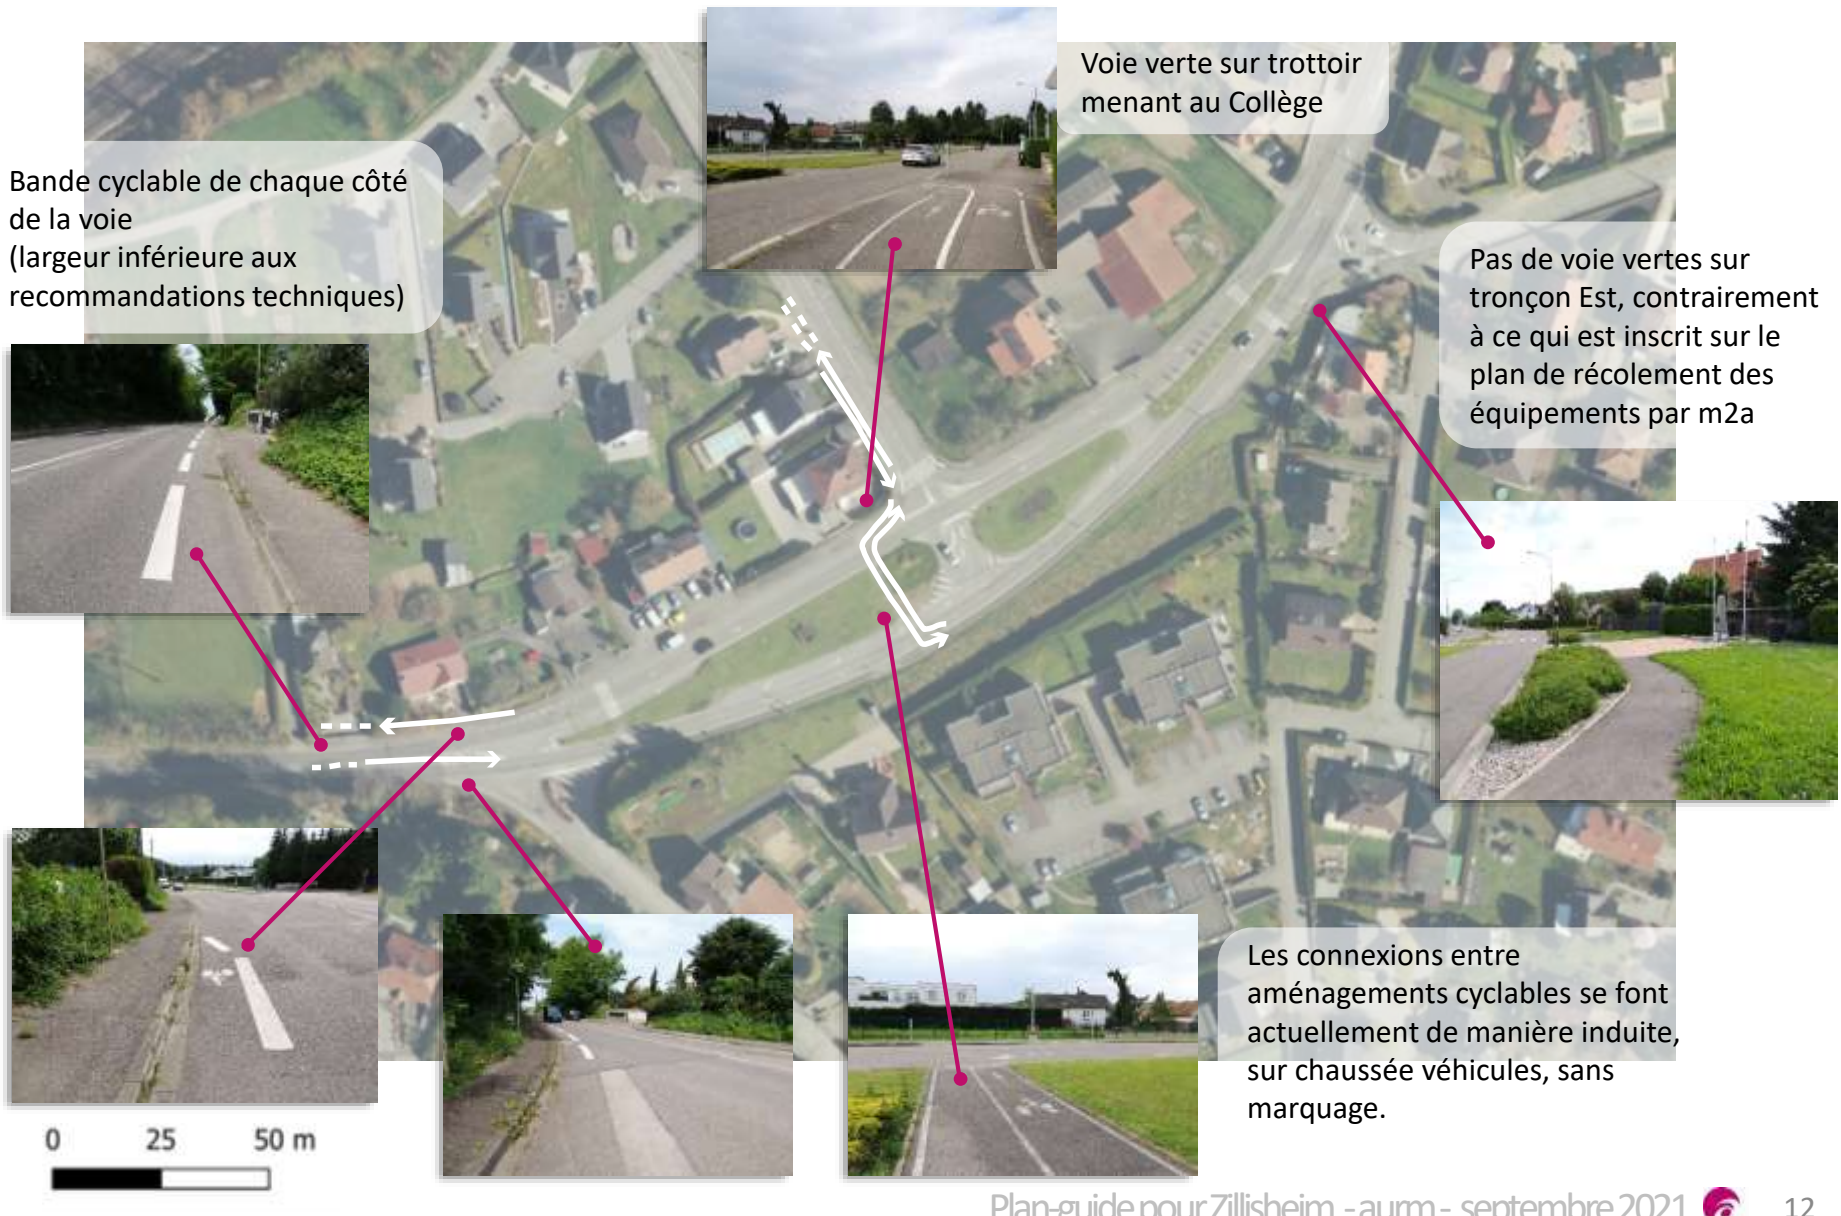 Voie verte sur trottoir
menant au Collège
Bande cyclable de chaque côté
de la voie
(largeur inférieure aux
recommandations techniques)
Pas de voie vertes sur
tronçon Est, contrairement
à ce qui est inscrit sur le
plan de récolement des
équipements par m2a
Les connexions entre
aménagements cyclables se font
actuellement de manière induite,
sur chaussée véhicules, sans
marquage.
0 25 50 m
Plan-guide pour Zillisheim - aurm - septembre 2021 12